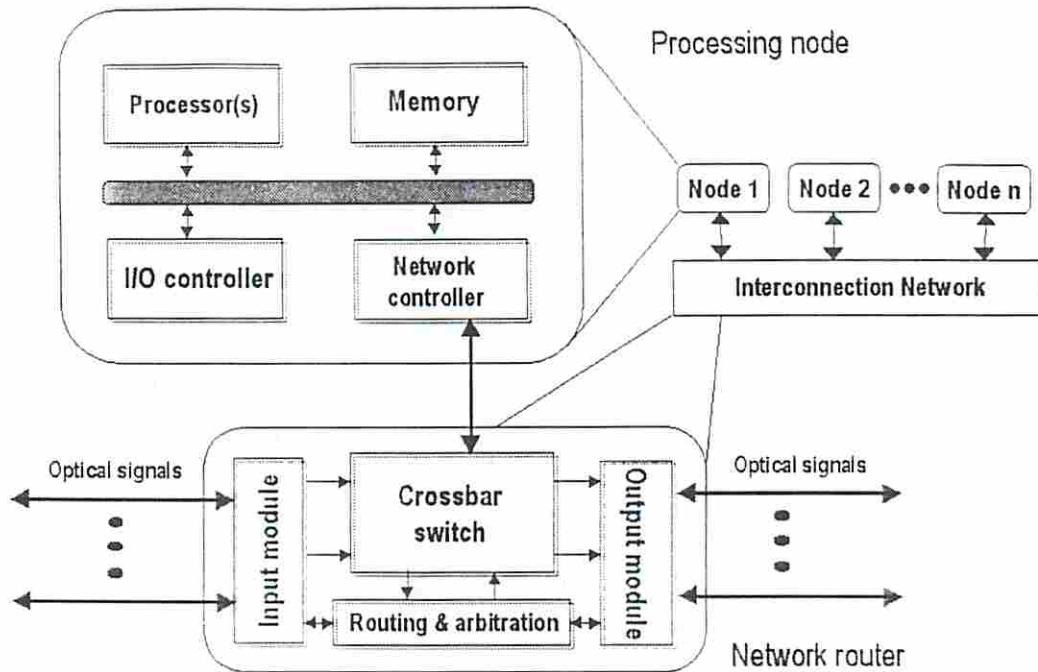 Processing node
Processor(s)
Memory
I/O controller
Network
controller
Node 1
Node 2
Node n
Interconnection Network
Optical signals
Input module
Crossbar
switch
Routing & arbitration
Output module
Optical signals
Network router